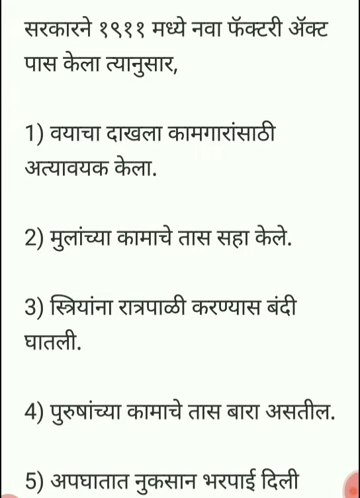 सरकारने १९११ मध्ये नवा फॅक्टरी ॲक्ट
पास केला त्यानुसार,
1) वयाचा दाखला कामगारांसाठी
अत्यावयक केला.
2) मुलांच्या कामाचे तास सहा केले.
3) स्त्रियांना रात्रपाळी करण्यास बंदी
घातली.
4) पुरुषांच्या कामाचे तास बारा असतील.
5) अपघातात नुकसान भरपाई दिली